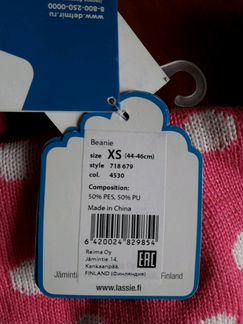 www.detmir.ru
8-800-250-0000
Beanie
size XS (44-46cm)
style 718 679
col. 4530
Composition:
50% PES, 50% PU
Made in China
EAC
6 420024 829854
Reima Oy
Jämintie 14,
Kankaanpää,
FINLAND (Финляндия)
Jäminti
Finland
www.lassie.fi